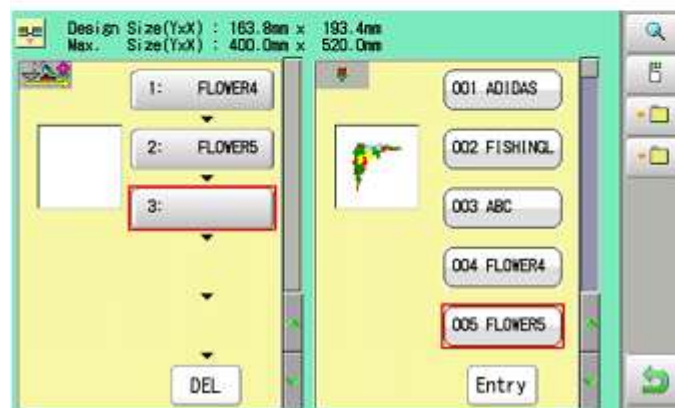 Design Size(YxX) : 163.8mm x 193.4mm
Max. Size(YxX) : 400.0mm x 520.0mm
1: FLOWER4
2: FLOWER5
3:
DEL
001 ADIDAS
002 FISHINGL
003 ABC
004 FLOWER4
005 FLOWER5
Entry